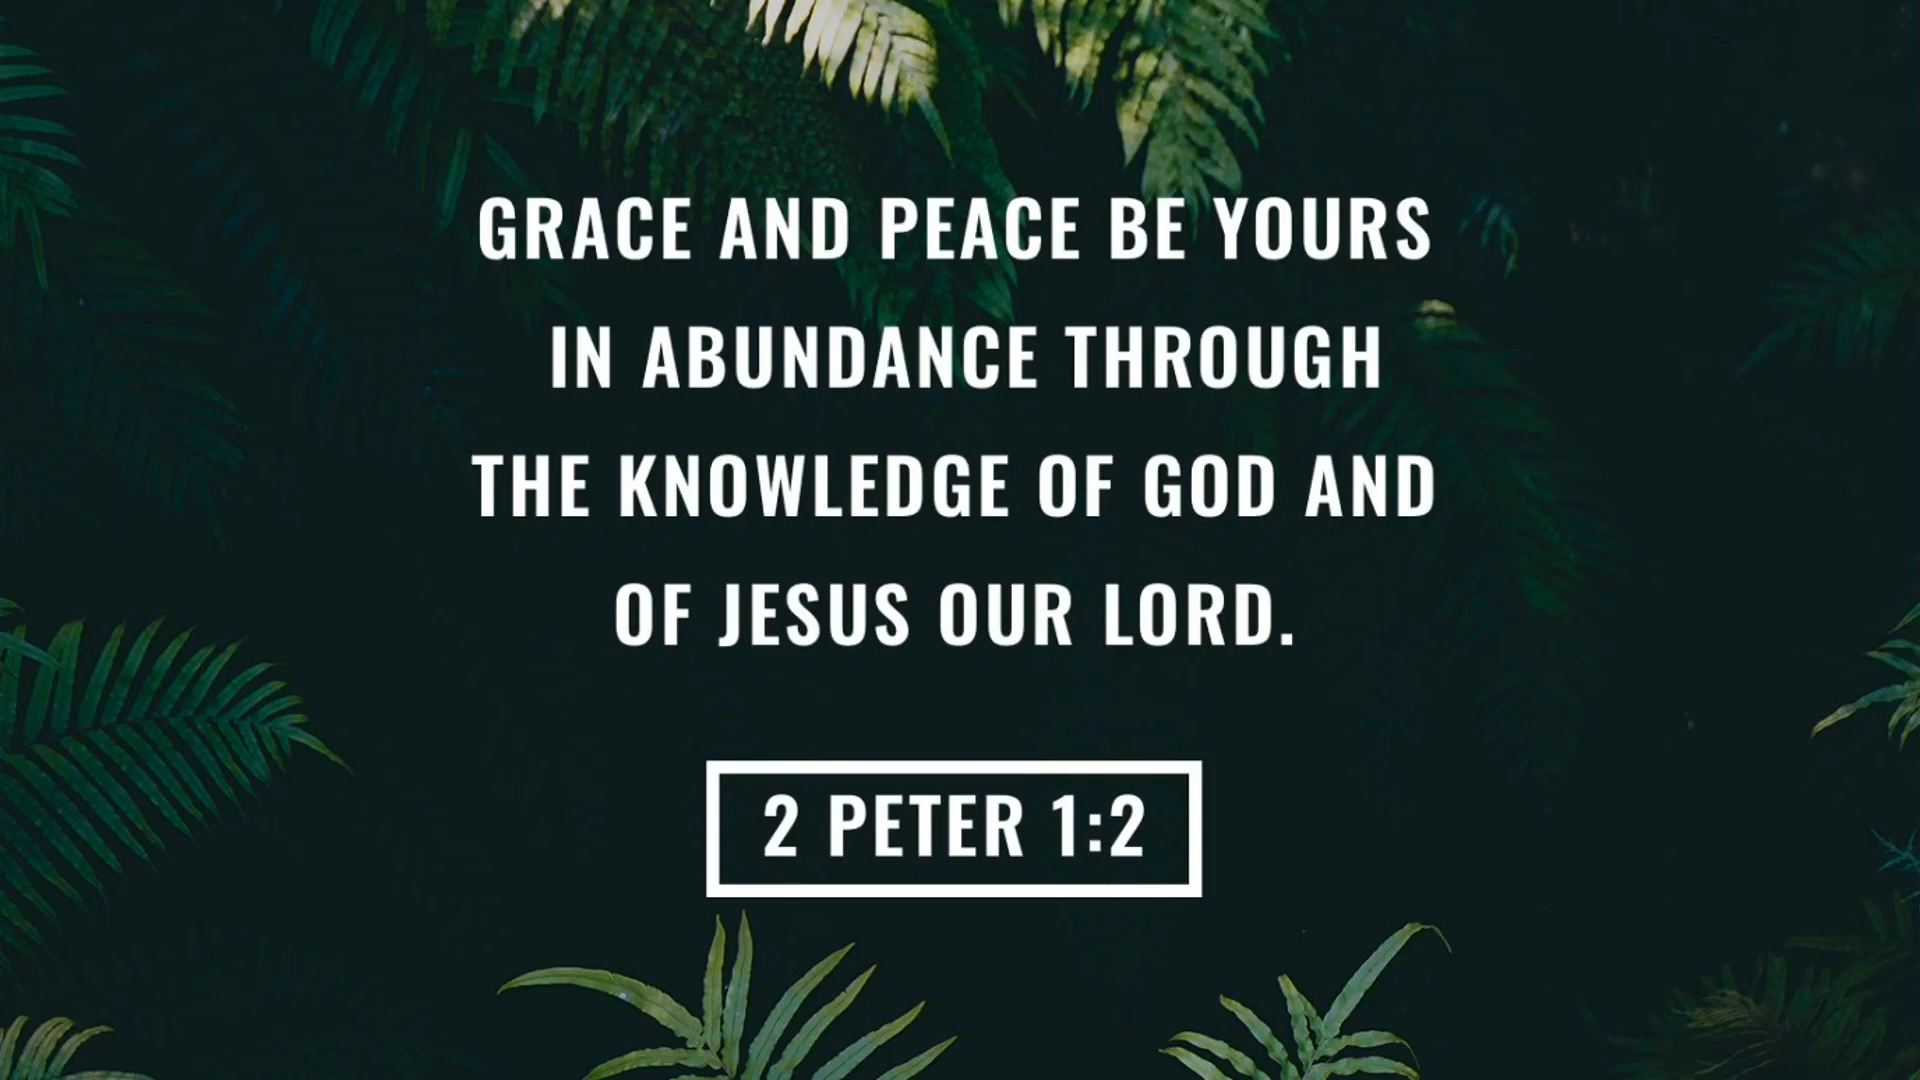 GRACE AND PEACE BE YOURS
IN ABUNDANCE THROUGH
THE KNOWLEDGE OF GOD AND
OF JESUS OUR LORD.
2 PETER 1:2